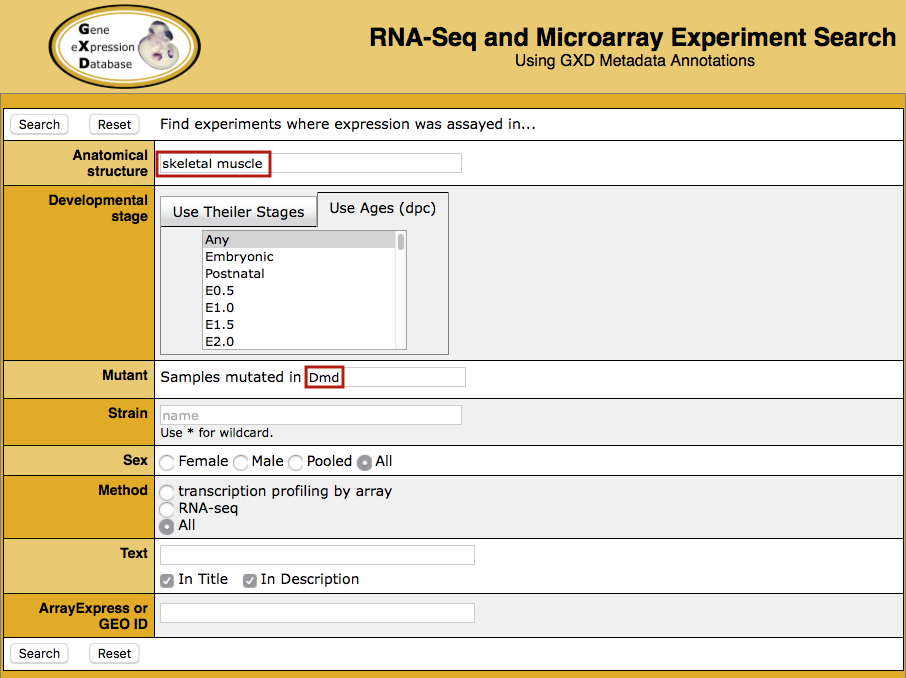 Gene
eXpression
Database
RNA-Seq and Microarray Experiment Search
Using GXD Metadata Annotations
Search Reset Find experiments where expression was assayed in...
Anatomical
structure
skeletal muscle
Developmental
stage
Use Theiler Stages Use Ages (dpc)
Any
Embryonic
Postnatal
E0.5
E1.0
E1.5
E2.0
Mutant Samples mutated in Dmd
Strain name
Use * for wildcard.
Sex Female Male Pooled All
Method transcription profiling by array
RNA-seq
All
Text
In Title In Description
ArrayExpress or
GEO ID
Search Reset